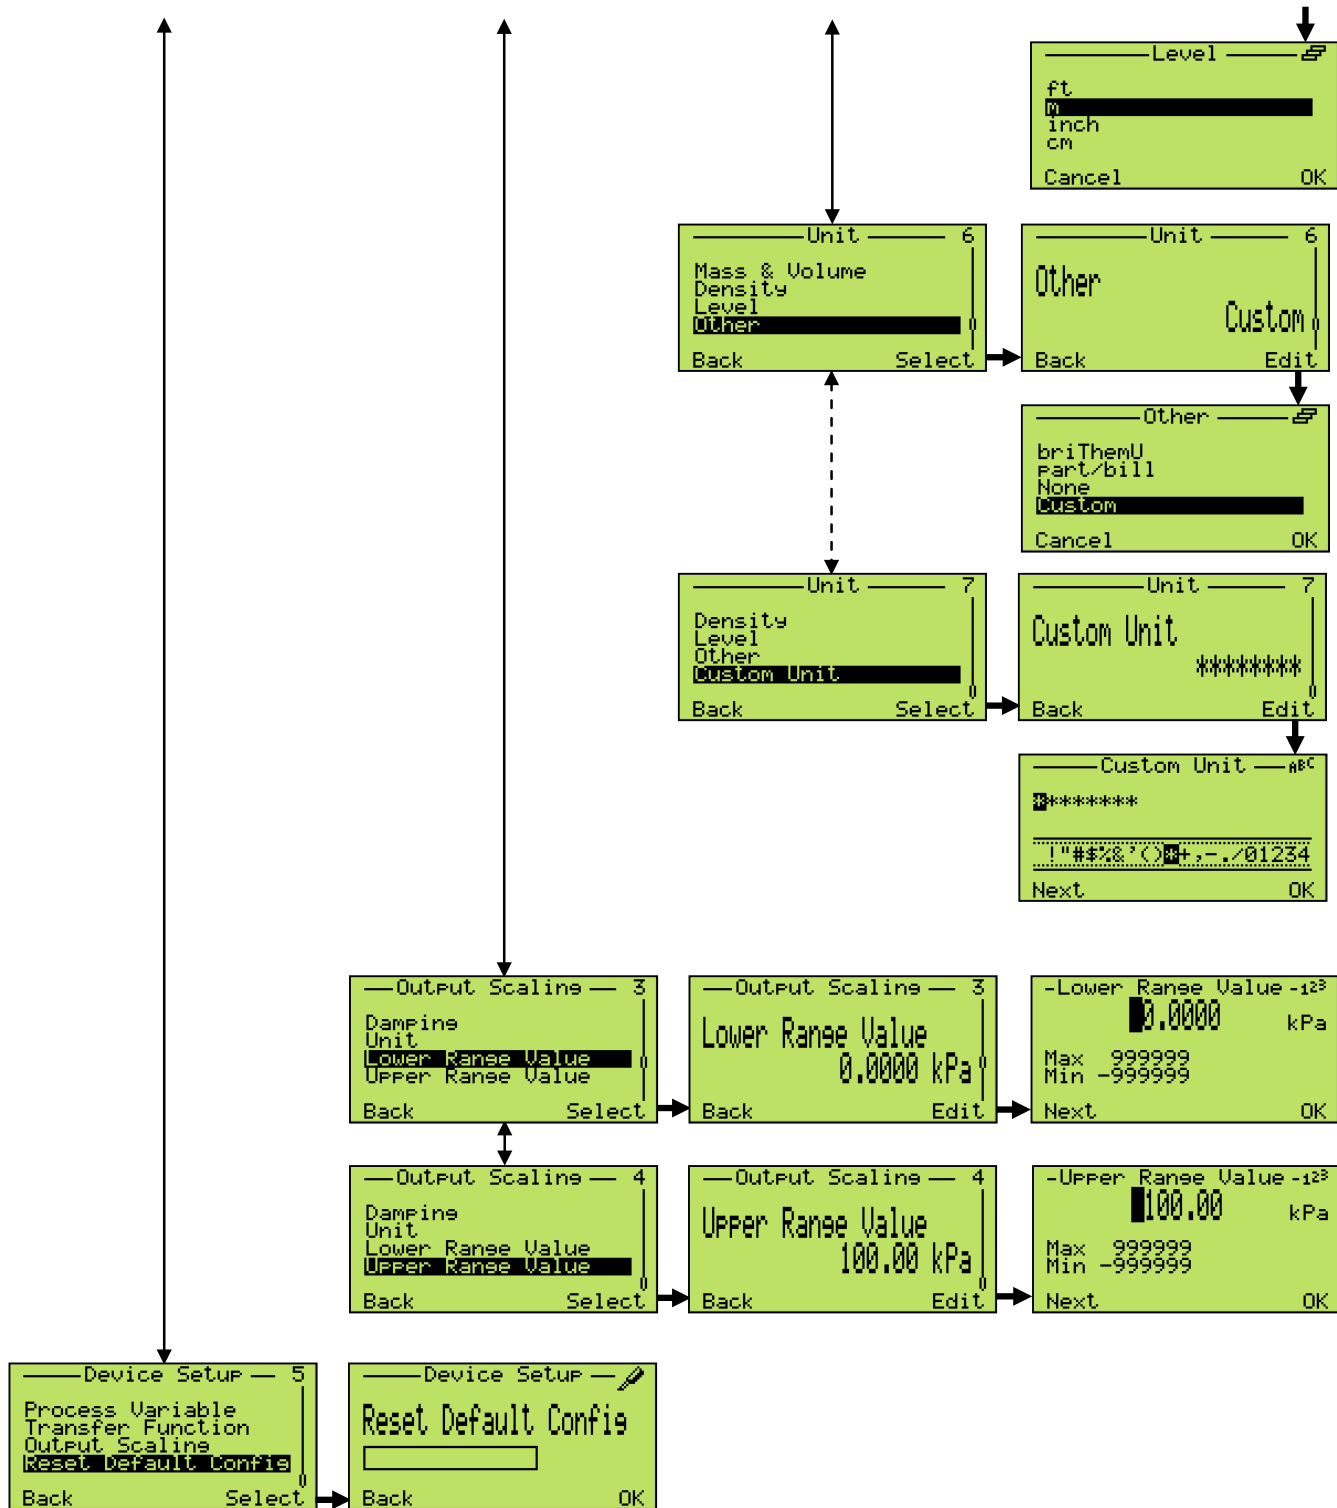 Level
ft
m
inch
cm
Cancel OK
Unit 6
Mass & Volume
Density
Level
Other
Back Select
Unit 6
Other
Custom
Back Edit
Other
briThemU
part/bill
None
Custom
Cancel OK
Unit 7
Density
Level
Other
Custom Unit
Back Select
Unit 7
Custom Unit
********
Back Edit
Custom Unit ABC
********
!"#$%&'()*+,-./01234
Next OK
Output Scaling 3
Damping
Unit
Lower Range Value
Upper Range Value
Back Select
Output Scaling 3
Lower Range Value
0.0000 kPa
Back Edit
-Lower Range Value -123
0.0000 kPa
Max 999999
Min -999999
Next OK
Output Scaling 4
Damping
Unit
Lower Range Value
Upper Range Value
Back Select
Output Scaling 4
Upper Range Value
100.00 kPa
Back Edit
-Upper Range Value -123
100.00 kPa
Max 999999
Min -999999
Next OK
Device Setup 5
Process Variable
Transfer Function
Output Scaling
Reset Default Config
Back Select
Device Setup
Reset Default Config
Back OK